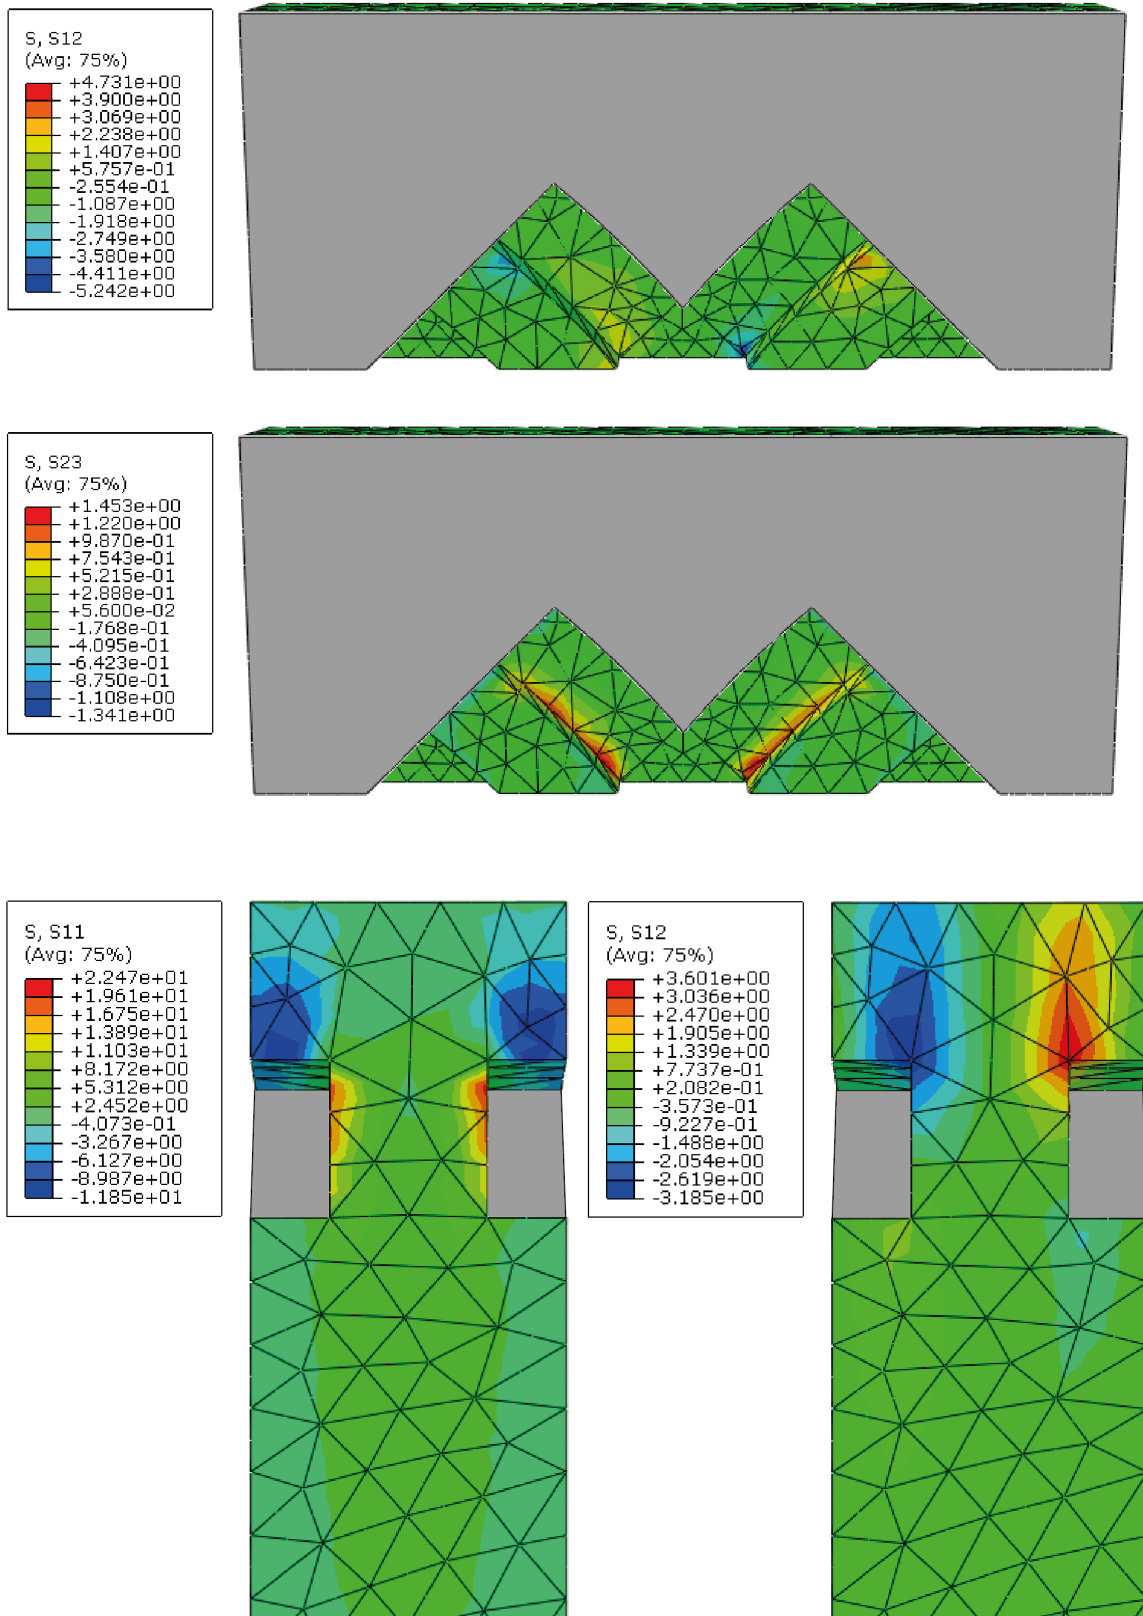 S, S12
(Avg: 75%)
+4.731e+00
+3.900e+00
+3.069e+00
+2.238e+00
+1.407e+00
+5.757e-01
-2.554e-01
-1.087e+00
-1.918e+00
-2.749e+00
-3.580e+00
-4.411e+00
-5.242e+00
S, S23
(Avg: 75%)
+1.453e+00
+1.220e+00
+9.870e-01
+7.543e-01
+5.215e-01
+2.888e-01
+5.600e-02
-1.768e-01
-4.095e-01
-6.423e-01
-8.750e-01
-1.108e+00
-1.341e+00
S, S11
(Avg: 75%)
+2.247e+01
+1.961e+01
+1.675e+01
+1.389e+01
+1.103e+01
+8.172e+00
+5.312e+00
+2.452e+00
-4.073e-01
-3.267e+00
-6.127e+00
-8.987e+00
-1.185e+01
S, S12
(Avg: 75%)
+3.601e+00
+3.036e+00
+2.470e+00
+1.905e+00
+1.339e+00
+7.737e-01
+2.082e-01
-3.573e-01
-9.227e-01
-1.488e+00
-2.054e+00
-2.619e+00
-3.185e+00